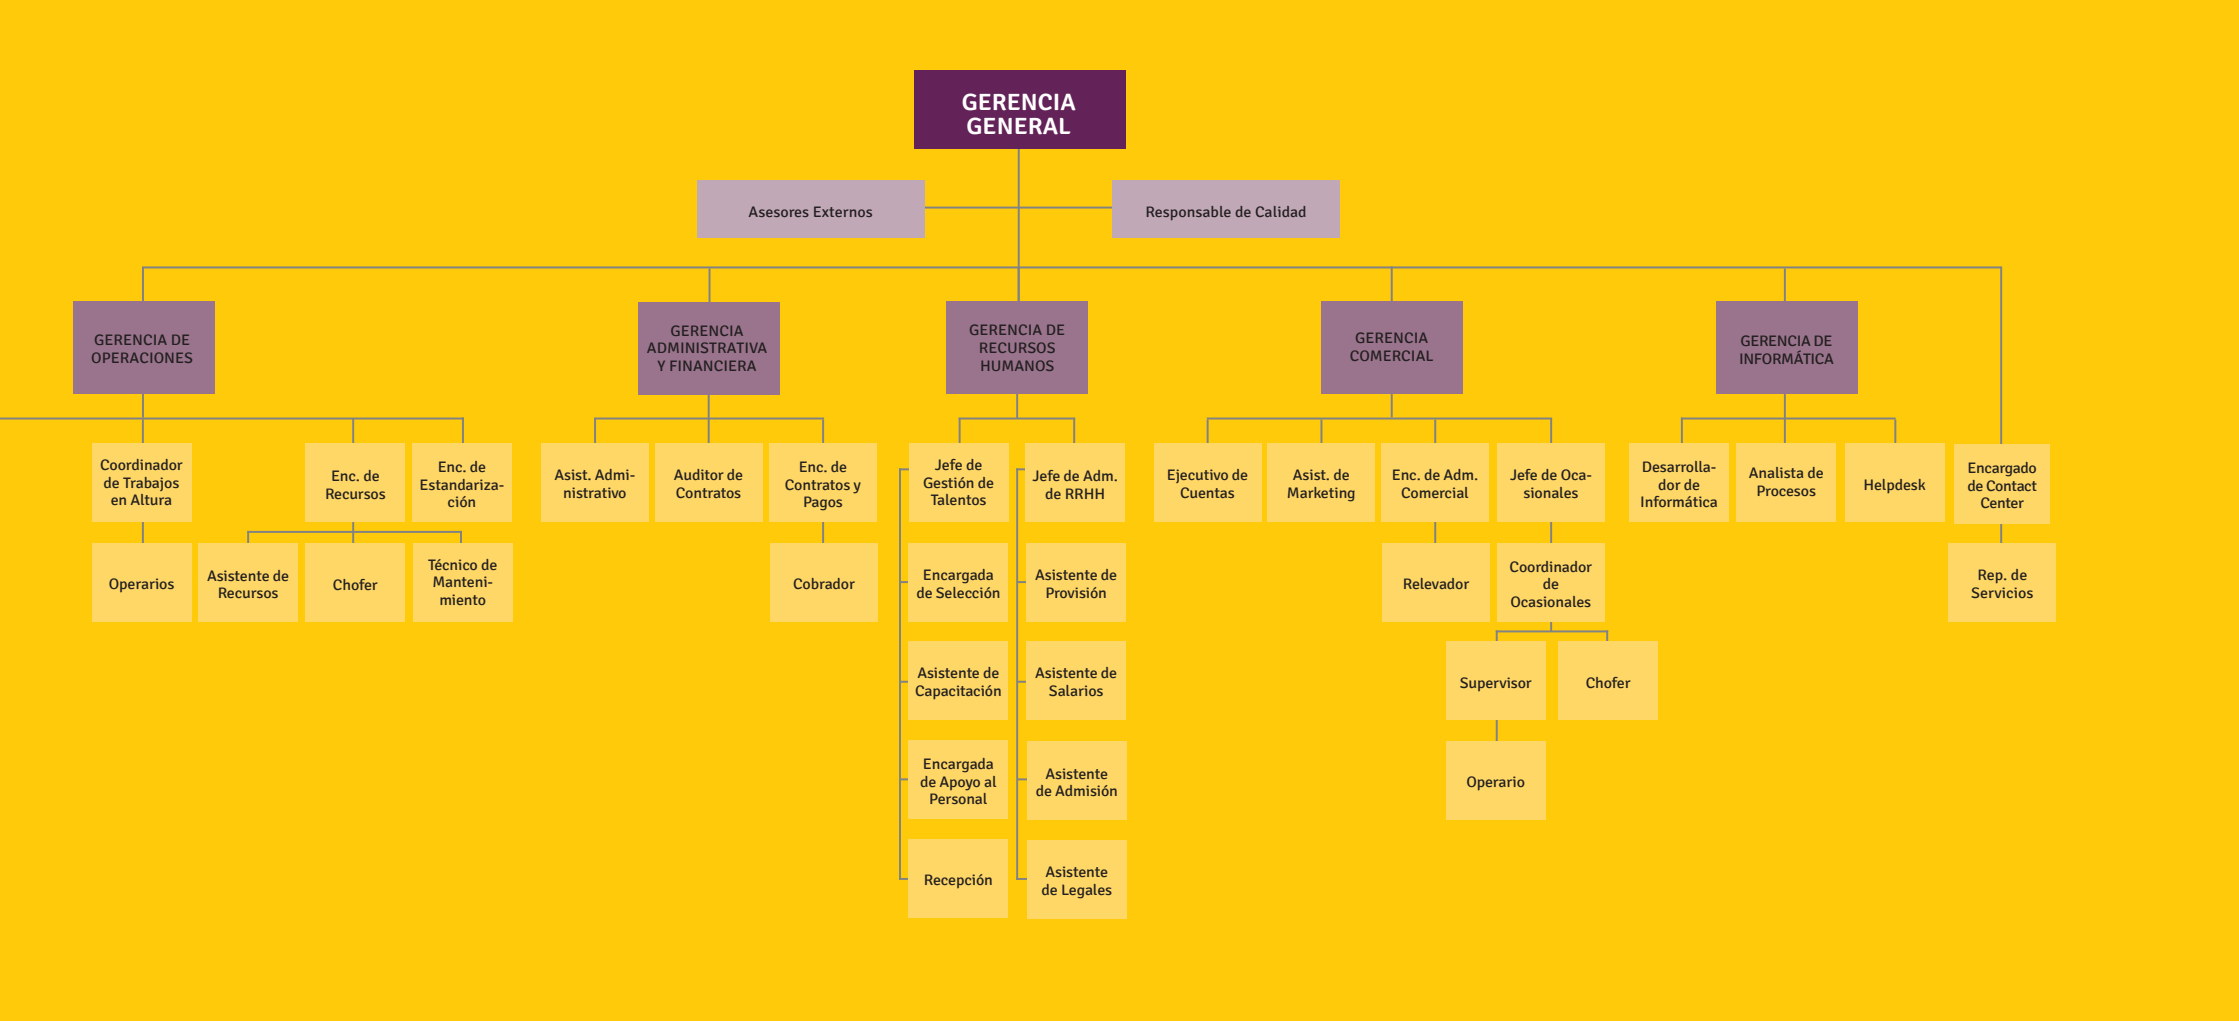 GERENCIA
GENERAL
Asesores Externos
Responsable de Calidad
GERENCIA DE
OPERACIONES
GERENCIA
ADMINISTRATIVA
Y FINANCIERA
GERENCIA DE
RECURSOS
HUMANOS
GERENCIA
COMERCIAL
GERENCIA DE
INFORMÁTICA
Coordinador
de Trabajos
en Altura
Enc. de
Recursos
Enc. de
Estandariza-
ción
Asist. Admi-
nistrativo
Auditor de
Contratos
Enc. de
Contratos y
Pagos
Jefe de
Gestión de
Talentos
Jefe de Adm.
de RRHH
Ejecutivo de
Cuentas
Asist. de
Marketing
Enc. de Adm.
Comercial
Jefe de Oca-
sionales
Desarrolla-
dor de
Informática
Analista de
Procesos
Helpdesk
Encargado
de Contact
Center
Operarios
Asistente de
Recursos
Chofer
Técnico de
Manteni-
miento
Cobrador
Encargada
de Selección
Asistente de
Provisión
Relevador
Coordinador
de
Ocasionales
Rep. de
Servicios
Asistente de
Capacitación
Asistente de
Salarios
Supervisor
Chofer
Encargada
de Apoyo al
Personal
Asistente
de Admisión
Operario
Recepción
Asistente
de Legales